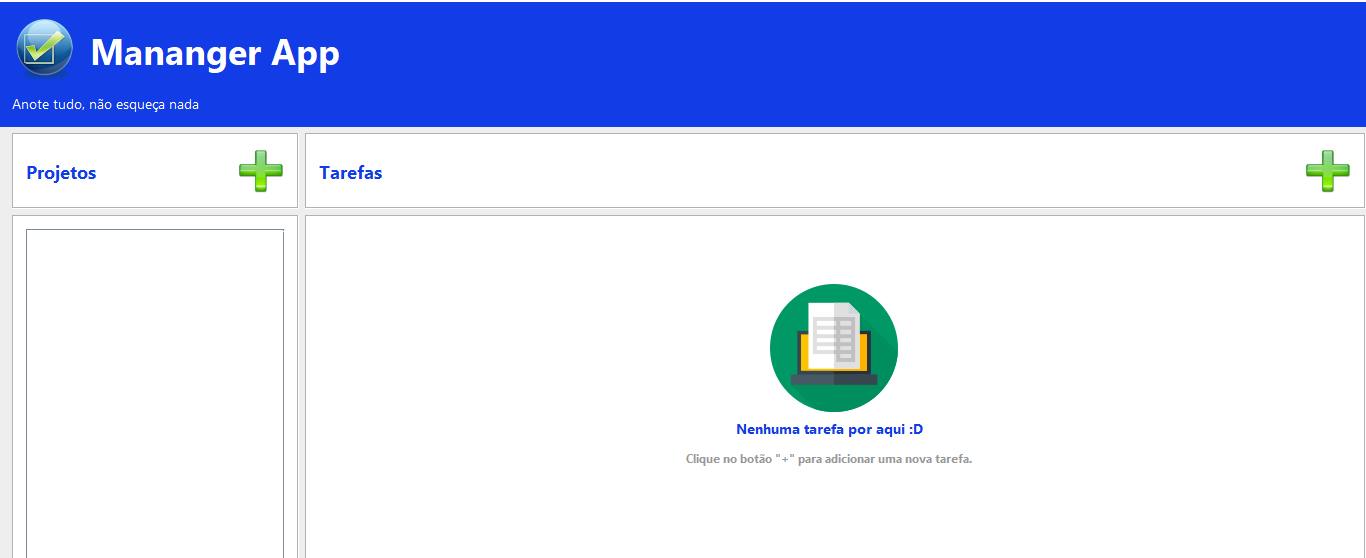 Mananger App
Anote tudo, não esqueça nada
Projetos
Tarefas
Nenhuma tarefa por aqui :D
Clique no botão "+" para adicionar uma nova tarefa.